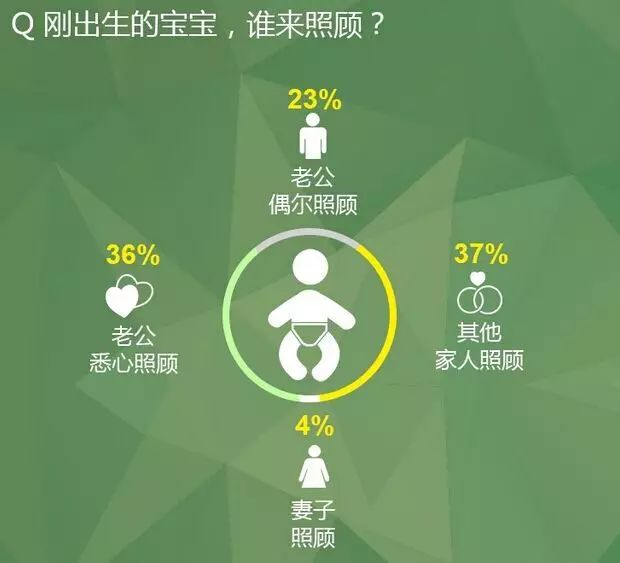 Q 刚出生的宝宝，谁来照顾？
23%
老公
偶尔照顾
36%
老公
悉心照顾
37%
其他
家人照顾
4%
妻子
照顾